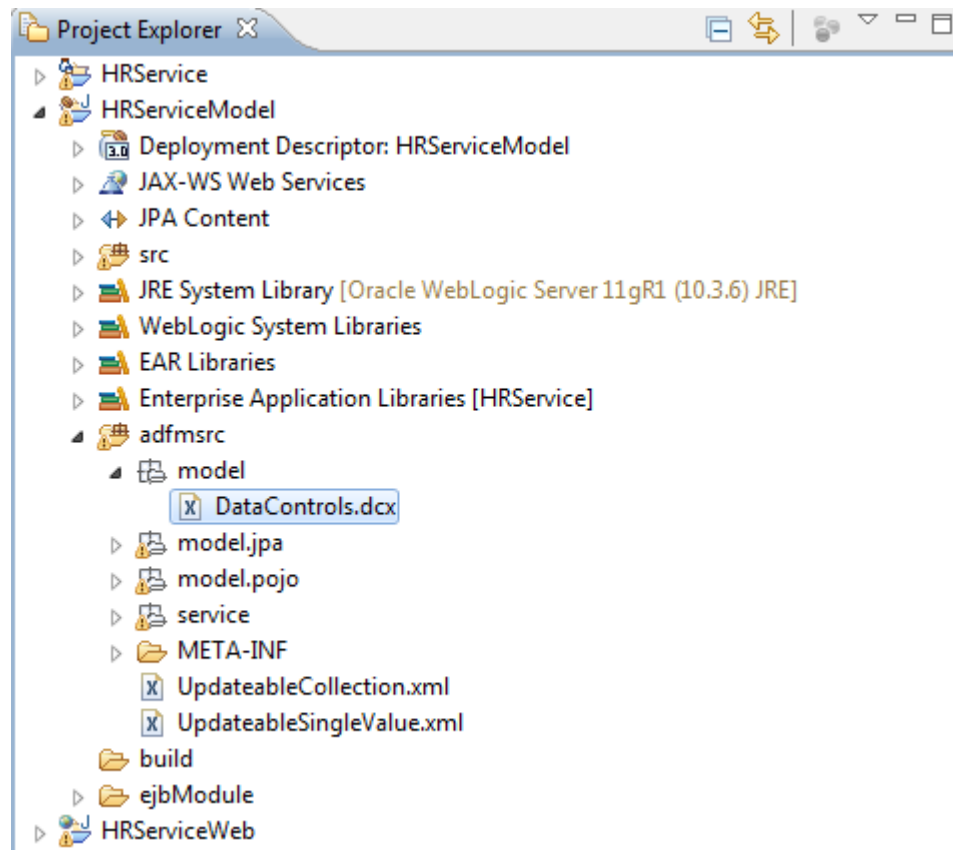 Project Explorer
HRService
HRServiceModel
3.0 Deployment Descriptor: HRServiceModel
JAX-WS Web Services
JPA Content
src
JRE System Library [Oracle WebLogic Server 11gR1 (10.3.6) JRE]
WebLogic System Libraries
EAR Libraries
Enterprise Application Libraries [HRService]
adfmsrc
model
X DataControls.dcx
model.jpa
model.pojo
service
META-INF
X UpdateableCollection.xml
X UpdateableSingleValue.xml
build
ejbModule
HRServiceWeb